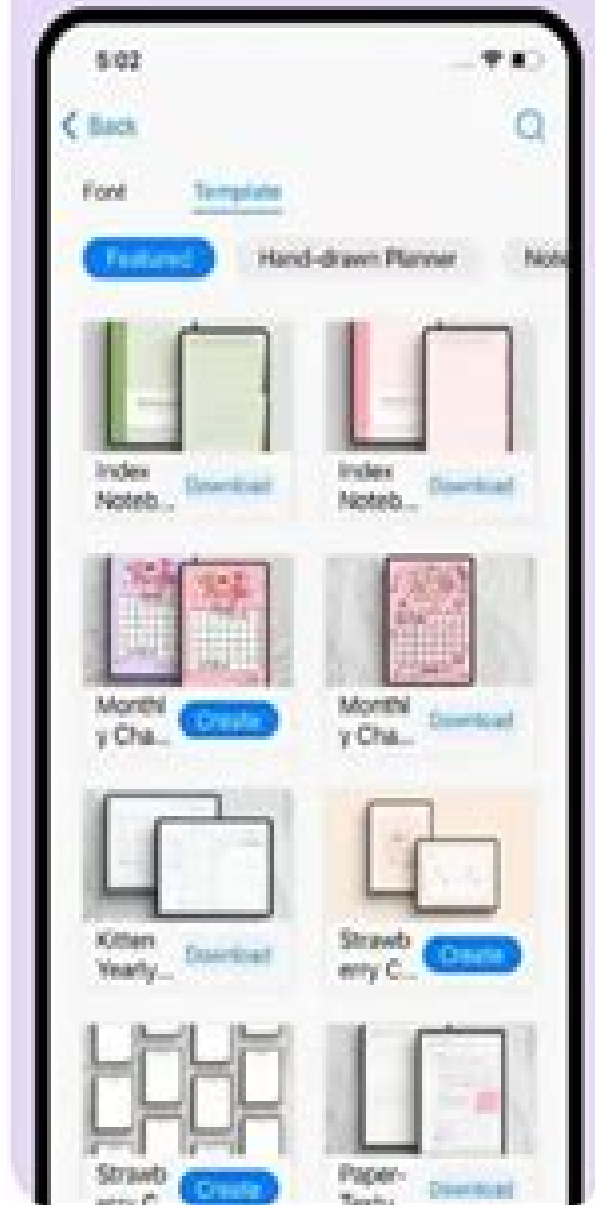 5:02
Back
Font Template
Featured Hand-drawn Planner Note
Index
Noteb...
Download
Index
Noteb...
Download
Monthl
y Cha...
Create
Monthl
y Cha...
Download
Kitten
Yearly...
Download
Strawb
erry C...
Create
Strawb
erry C
Create
Paper-
Download